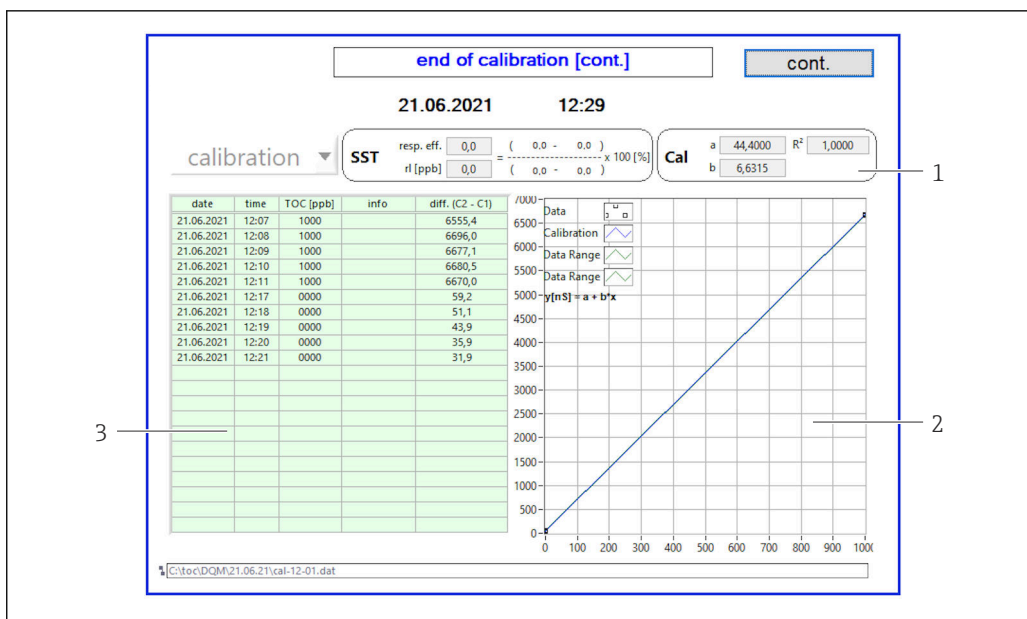 end of calibration [cont.]
cont.
21.06.2021 12:29
calibration
SST
resp. eff. 0,0 = ( 0,0 - 0,0 )
rl [ppb] 0,0 ( 0,0 - 0,0 )
x 100 [%]
Cal
a 44,4000 R² 1,0000
b 6,6315
1
date time TOC [ppb] info diff. (C2 - C1)
21.06.2021 12:07 1000 6555,4
21.06.2021 12:08 1000 6696,0
21.06.2021 12:09 1000 6677,1
21.06.2021 12:10 1000 6680,5
21.06.2021 12:11 1000 6670,0
21.06.2021 12:17 0000 59,2
21.06.2021 12:18 0000 51,1
21.06.2021 12:19 0000 43,9
21.06.2021 12:20 0000 35,9
21.06.2021 12:21 0000 31,9
3
7000
6500
6000
5500
5000
4500
4000
3500
3000
2500
2000
1500
1000
500
0
Data
Calibration
Data Range
Data Range
y[nS] = a + b*x
2
0 100 200 300 400 500 600 700 800 900 1000
C:\toc\DQM\21.06.21\cal-12-01.dat